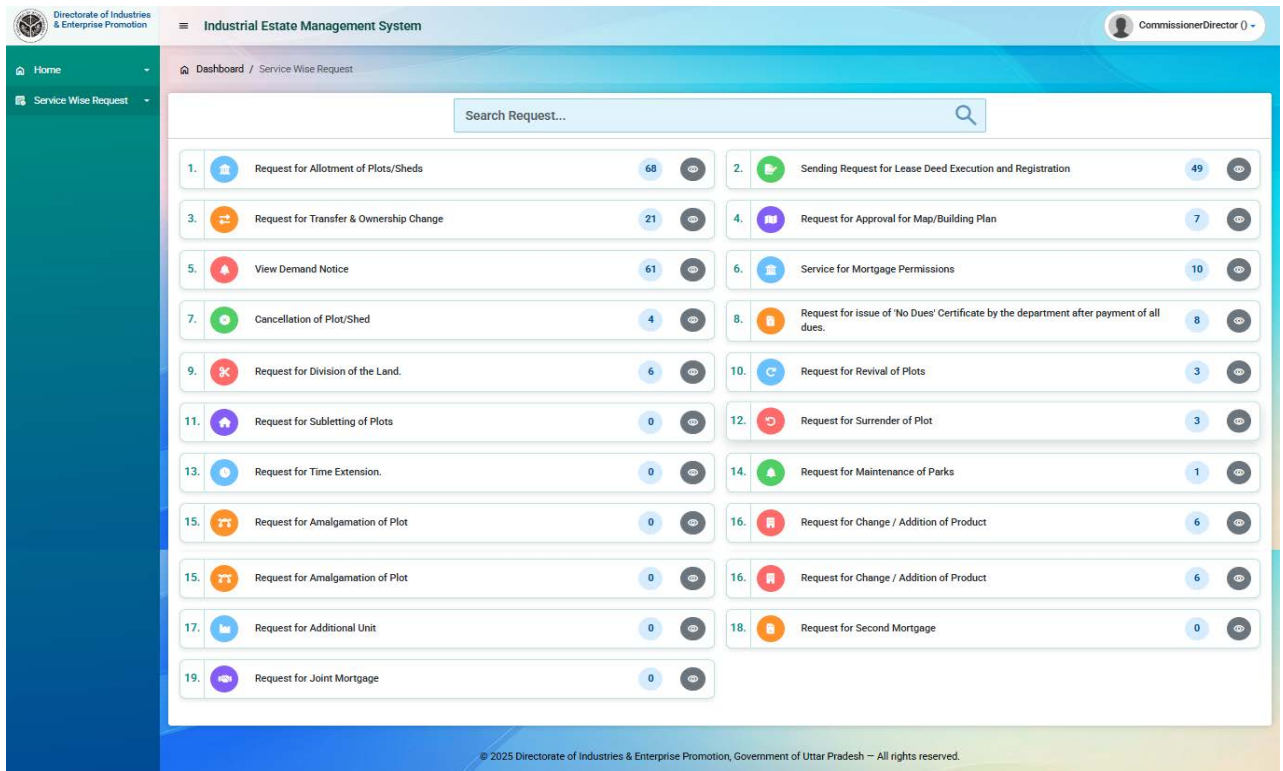 Directorate of Industries
& Enterprise Promotion
Industrial Estate Management System
CommissionerDirector ()
Home
Service Wise Request
Dashboard / Service Wise Request
Search Request...
1. Request for Allotment of Plots/Sheds 68
2. Sending Request for Lease Deed Execution and Registration 49
3. Request for Transfer & Ownership Change 21
4. Request for Approval for Map/Building Plan 7
5. View Demand Notice 61
6. Service for Mortgage Permissions 10
7. Cancellation of Plot/Shed 4
8. Request for issue of 'No Dues' Certificate by the department after payment of all
dues. 8
9. Request for Division of the Land. 6
10. Request for Revival of Plots 3
11. Request for Subletting of Plots 0
12. Request for Surrender of Plot 3
13. Request for Time Extension. 0
14. Request for Maintenance of Parks 1
15. Request for Amalgamation of Plot 0
16. Request for Change / Addition of Product 6
15. Request for Amalgamation of Plot 0
16. Request for Change / Addition of Product 6
17. Request for Additional Unit 0
18. Request for Second Mortgage 0
19. Request for Joint Mortgage 0
© 2025 Directorate of Industries & Enterprise Promotion, Government of Uttar Pradesh — All rights reserved.